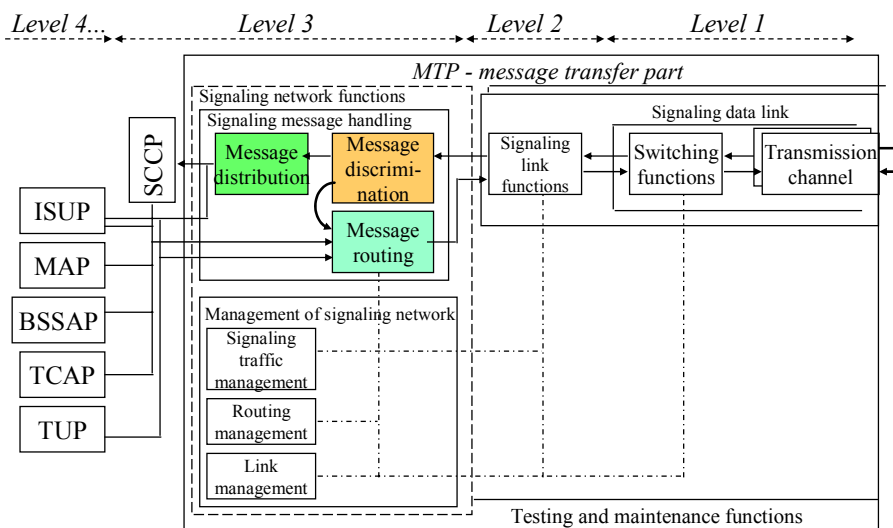 Level 4...
Level 3
Level 2
Level 1
MTP - message transfer part
Signaling network functions
Signaling message handling
Message
distribution
Message
discrimi-
nation
Message
routing
Signaling
link
functions
Signaling data link
Switching
functions
Transmission
channel
SCCP
ISUP
MAP
BSSAP
TCAP
TUP
Management of signaling network
Signaling
traffic
management
Routing
management
Link
management
Testing and maintenance functions